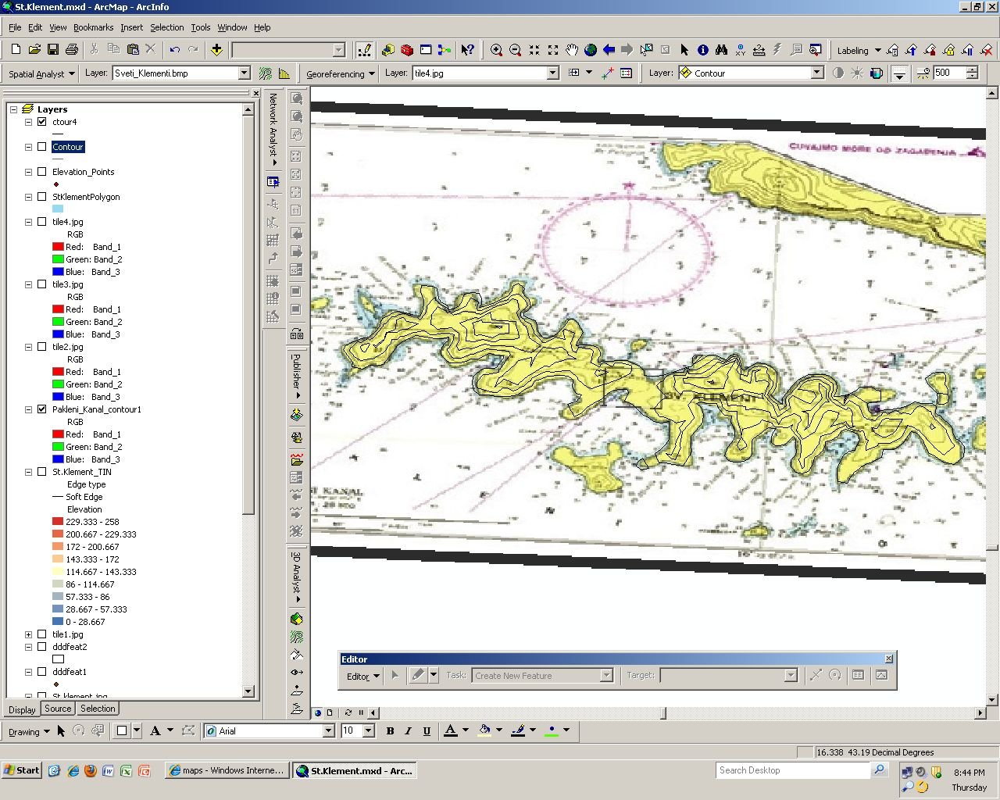 St.Klement.mxd - ArcMap - ArcInfo
File Edit View Bookmarks Insert Selection Tools Window Help
Labeling
Spatial Analyst Layer: Sveti_Klementi.bmp Georeferencing Layer: tile4.jpg Layer: Contour 500
Layers
ctour4
Contour
Elevation_Points
StKlementPolygon
tile4.jpg
RGB
Red: Band_1
Green: Band_2
Blue: Band_3
tile3.jpg
RGB
Red: Band_1
Green: Band_2
Blue: Band_3
tile2.jpg
RGB
Red: Band_1
Green: Band_2
Blue: Band_3
Pakleni_Kanal_contour1
RGB
Red: Band_1
Green: Band_2
Blue: Band_3
St.Klement_TIN
Edge type
Soft Edge
Elevation
229.333 - 258
200.667 - 229.333
172 - 200.667
143.333 - 172
114.667 - 143.333
86 - 114.667
57.333 - 86
28.667 - 57.333
0 - 28.667
tile1.jpg
dddfeat2
dddfeat1
St.klement.jpg
Display Source Selection
Network Analyst
Publisher
3D Analyst
ČUVAJMO MORE OD ZAGAĐENJA
KLEMENT
KANAL
Editor
Editor Task: Create New Feature Target:
Drawing A Arial 10 B I U A
16.338 43.19 Decimal Degrees
Start maps - Windows Interne... St.Klement.mxd - Arc... Search Desktop 8:44 PM
Thursday